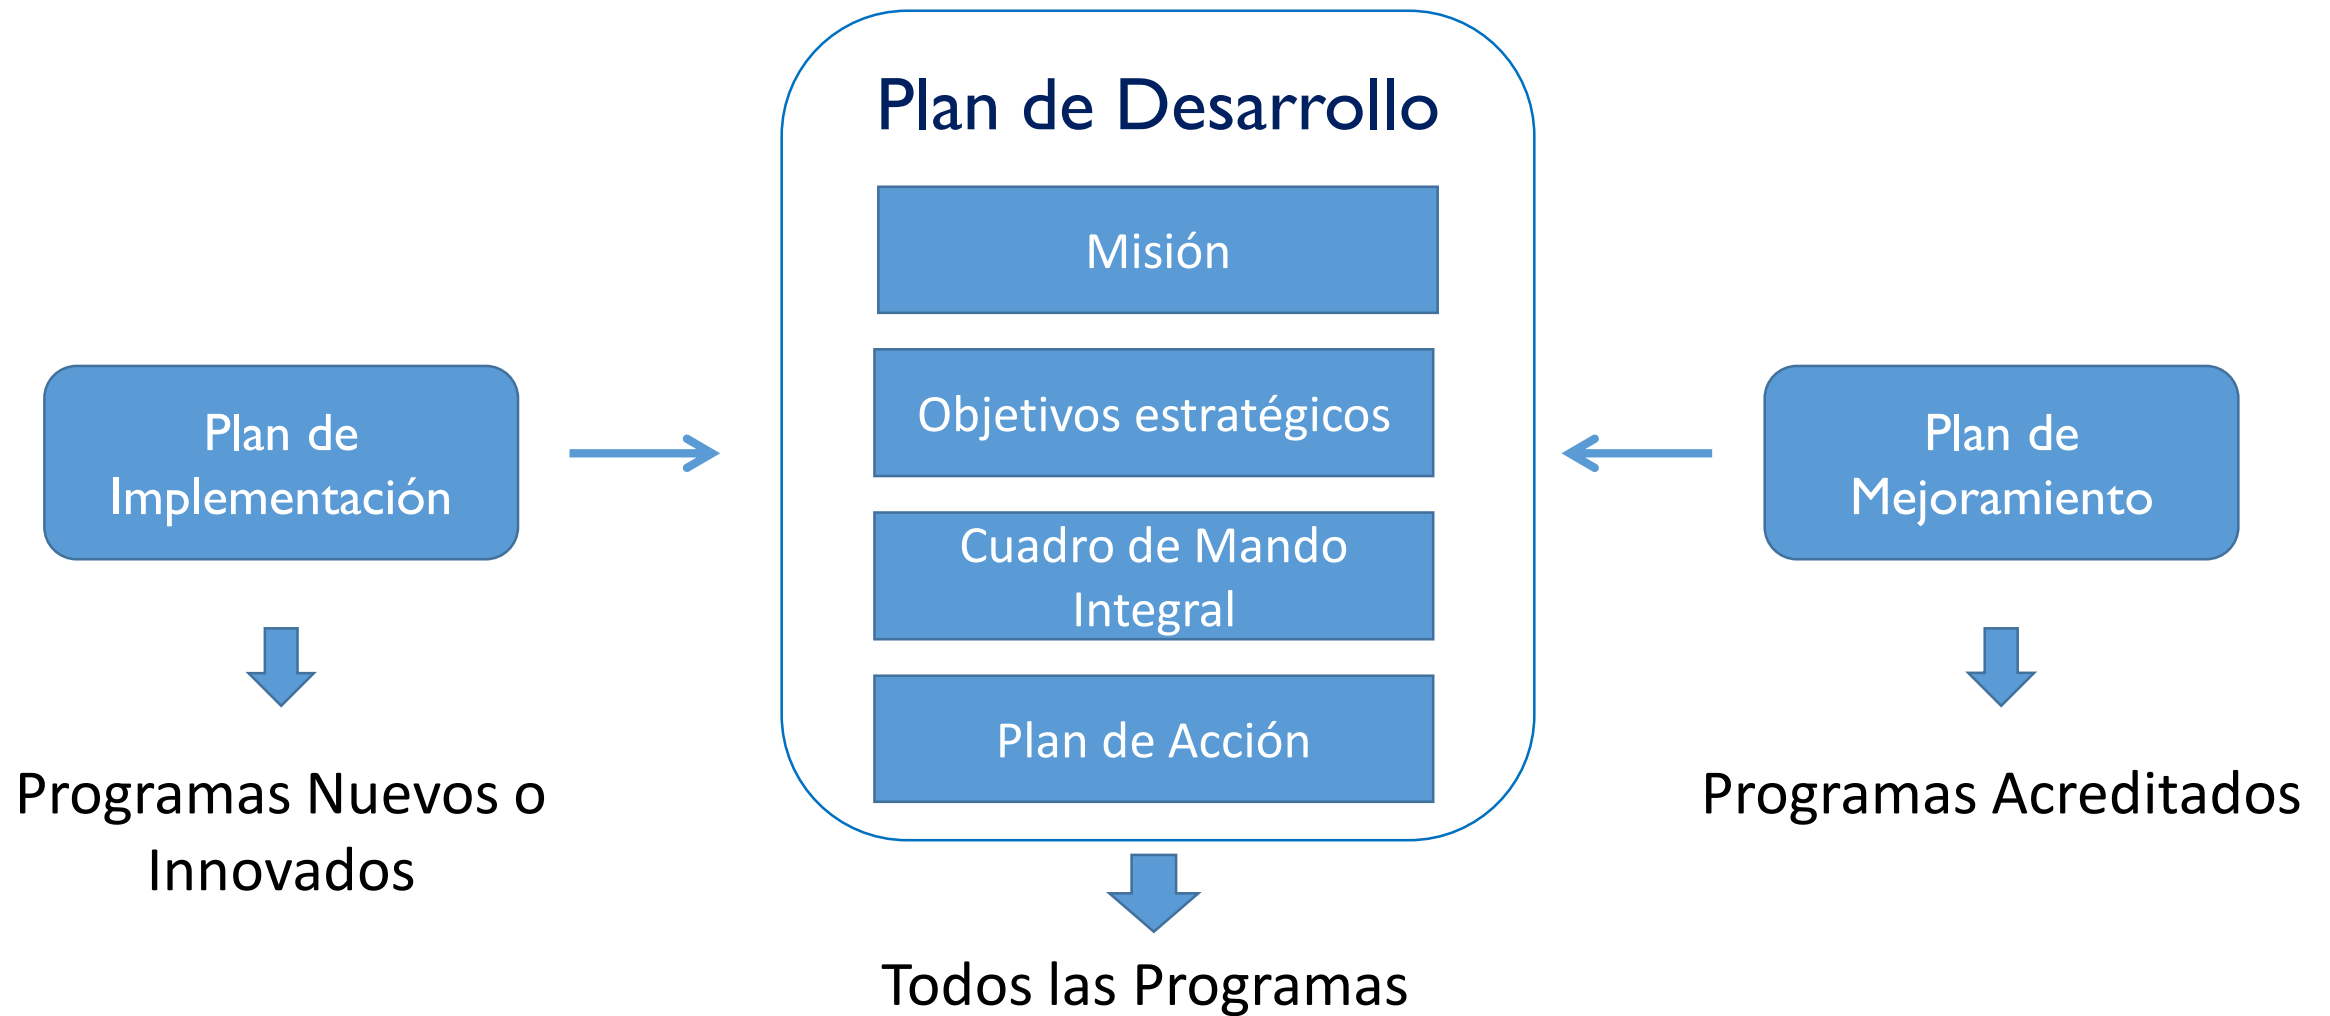 Plan de Desarrollo
Misión
Objetivos estratégicos
Cuadro de Mando
Integral
Plan de Acción
Todos las Programas
Plan de
Implementación
Programas Nuevos o
Innovados
Plan de
Mejoramiento
Programas Acreditados